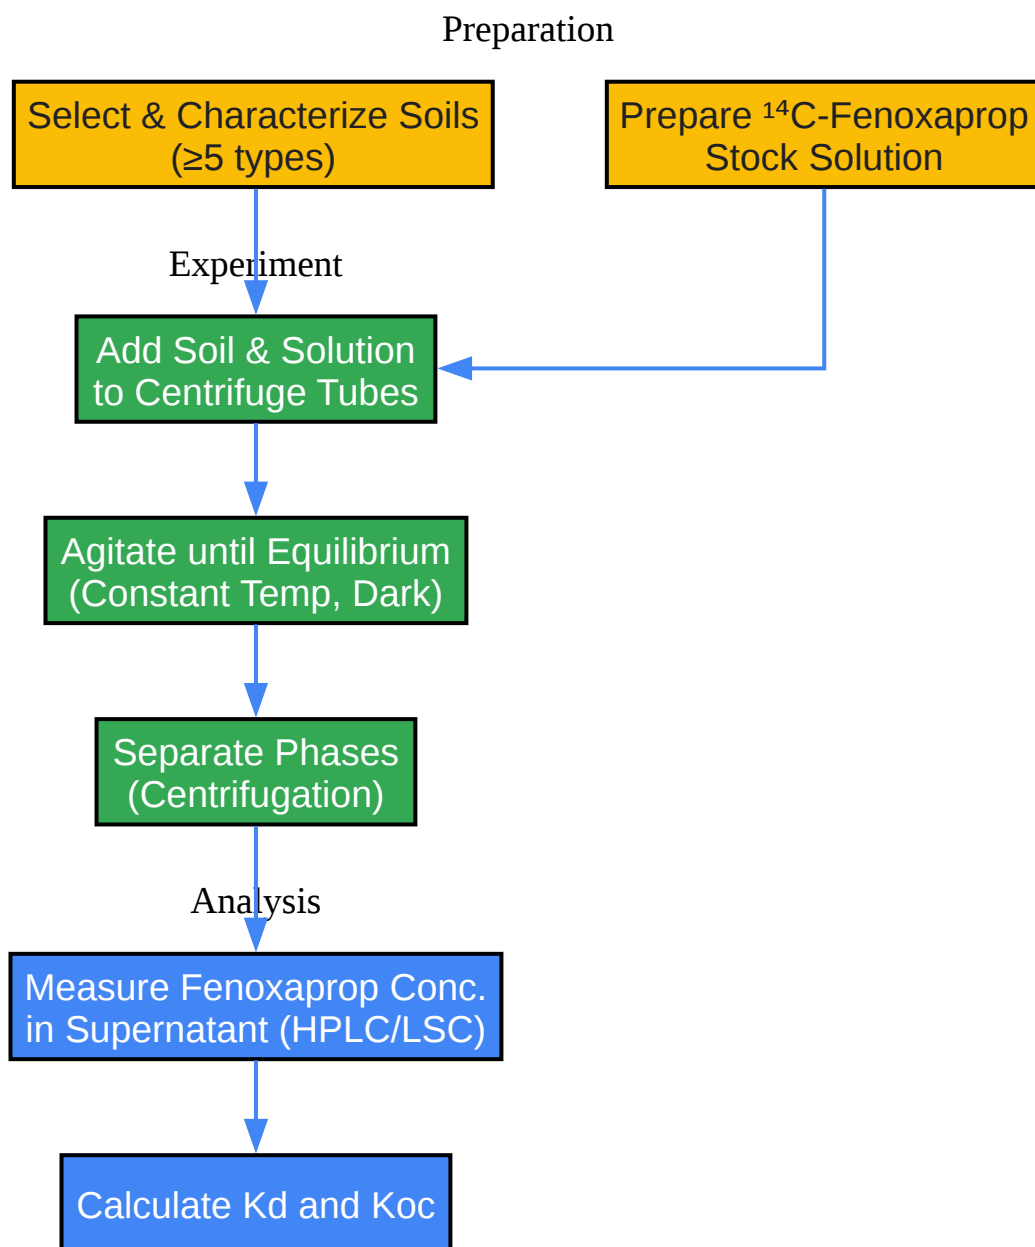 Preparation
Select & Characterize Soils
(≥5 types)
Prepare ¹⁴C-Fenoxaprop
Stock Solution
Experiment
Add Soil & Solution
to Centrifuge Tubes
Agitate until Equilibrium
(Constant Temp, Dark)
Separate Phases
(Centrifugation)
Analysis
Measure Fenoxaprop Conc.
in Supernatant (HPLC/LSC)
Calculate Kd and Koc